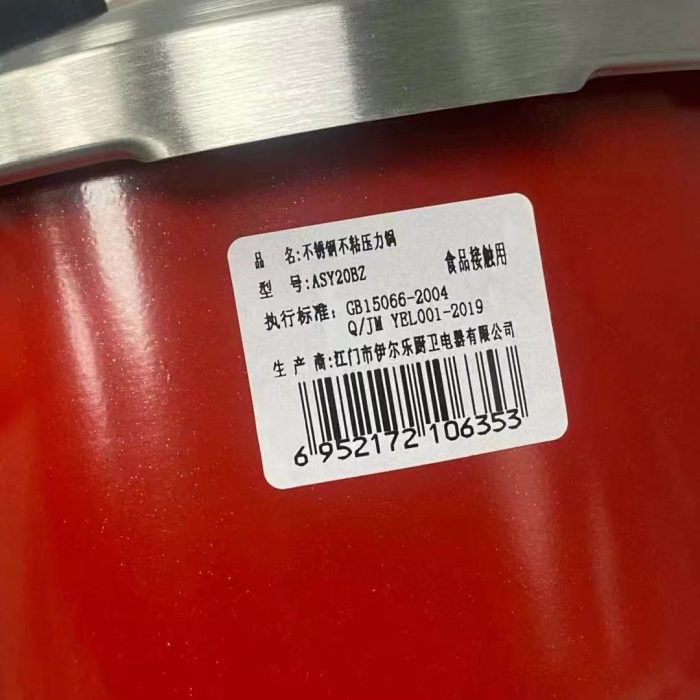 品 名:不锈钢不粘压力锅
型 号:ASY20BZ 食品接触用
执行标准: GB15066-2004
Q/JM YEL001-2019
生 产 商:江门市伊尔乐厨卫电器有限公司
6 952172 106353